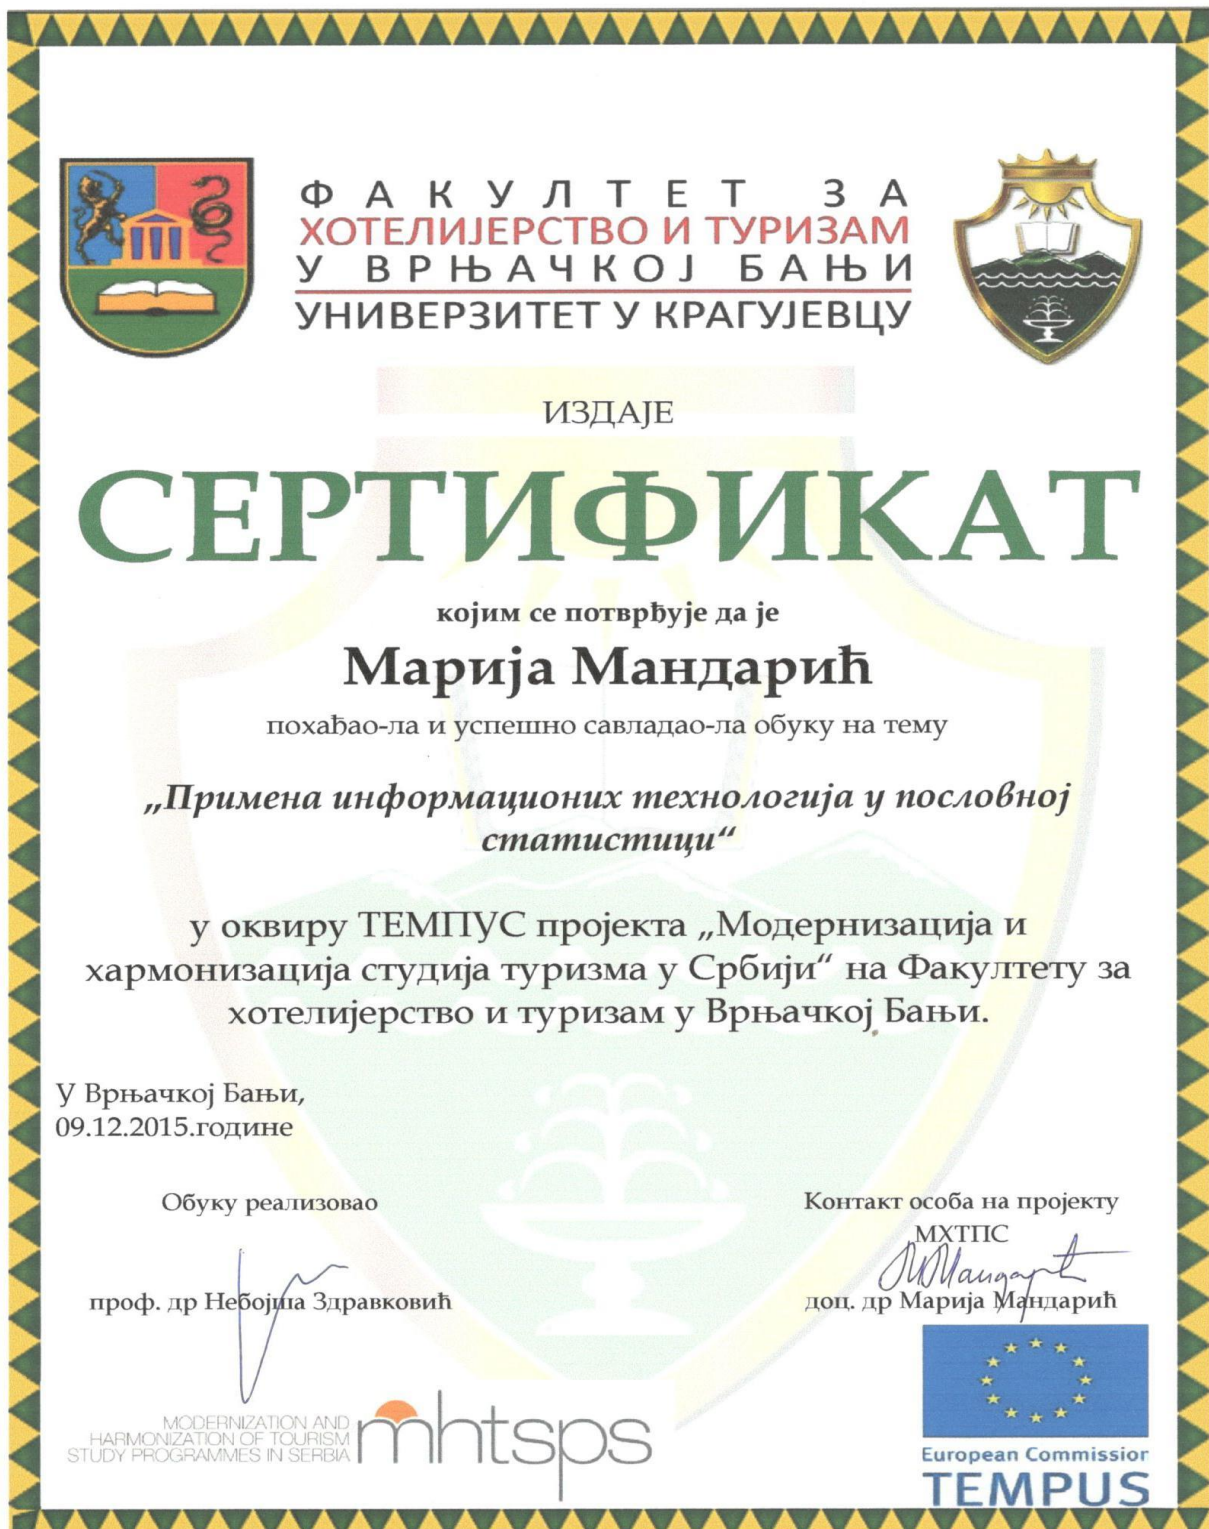 ФАКУЛТЕТ ЗА
ХОТЕЛИЈЕРСТВО И ТУРИЗАМ
У ВРЊАЧКОЈ БАЊИ
УНИВЕРЗИТЕТ У КРАГУЈЕВЦУ
ИЗДАЈЕ
СЕРТИФИКАТ
којим се потврђује да је
Марија Мандарић
похађао-ла и успешно савладао-ла обуку на тему
„Примена информационих технологија у пословној
статистици“
у оквиру ТЕМПУС пројекта „Модернизација и
хармонизација студија туризма у Србији“ на Факултету за
хотелијерство и туризам у Врњачкој Бањи.
У Врњачкој Бањи,
09.12.2015.године
Обуку реализовао
проф. др Небојша Здравковић
Контакт особа на пројекту
МХТПС
М Мандарић
доц. др Марија Мандарић
MODERNIZATION AND
HARMONIZATION OF TOURISM
STUDY PROGRAMMES IN SERBIA
mhtsps
European Commission
TEMPUS